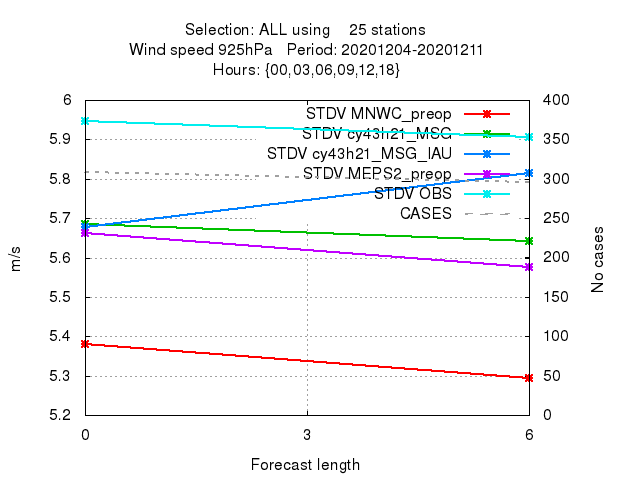 Selection: ALL using 25 stations
Wind speed 925hPa Period: 20201204-20201211
Hours: {00,03,06,09,12,18}
6 400
STDV MNWC_preop
5.9 350
STDV cy43h21_MSG
STDV cy43h21_MSG_IAU
5.8 300
STDV MEPS2_preop
STDV OBS
CASES
5.7 250
5.6 200
5.5 150
5.4 100
5.3 50
5.2 0
m/s
No cases
0 3 6
Forecast length